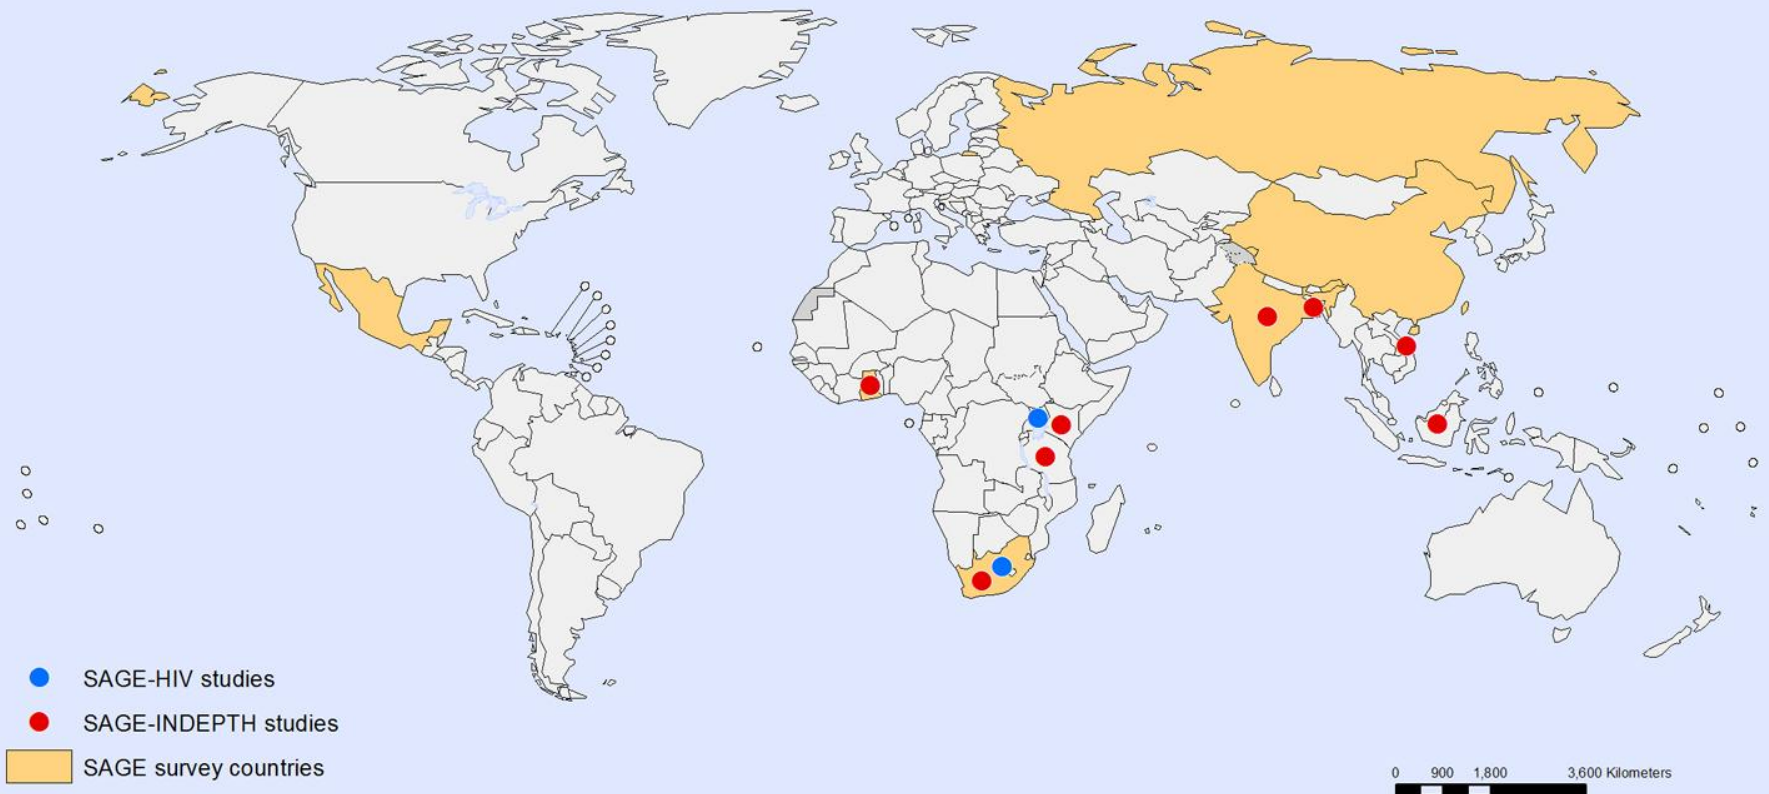 SAGE-HIV studies
SAGE-INDEPTH studies
SAGE survey countries
0 900 1,800 3,600 Kilometers